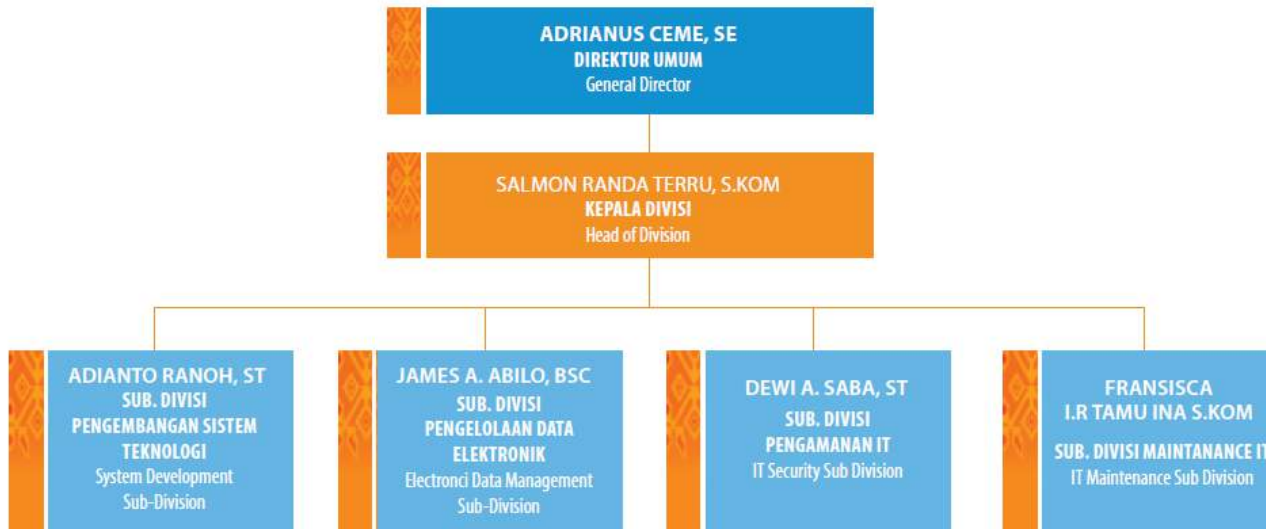 ADRIANUS CEME, SE
DIREKTUR UMUM
General Director
SALMON RANDA TERRU, S.KOM
KEPALA DIVISI
Head of Division
ADIANTO RANOH, ST
SUB. DIVISI
PENGEMBANGAN SISTEM
TEKNOLOGI
System Development
Sub-Division
JAMES A. ABILO, BSC
SUB. DIVISI
PENGELOLAAN DATA
ELEKTRONIK
Electronci Data Management
Sub-Division
DEWI A. SABA, ST
SUB. DIVISI
PENGAMANAN IT
IT Security Sub Division
FRANSISCA
I.R TAMU INA S.KOM
SUB. DIVISI MAINTANANCE IT
IT Maintenance Sub Division